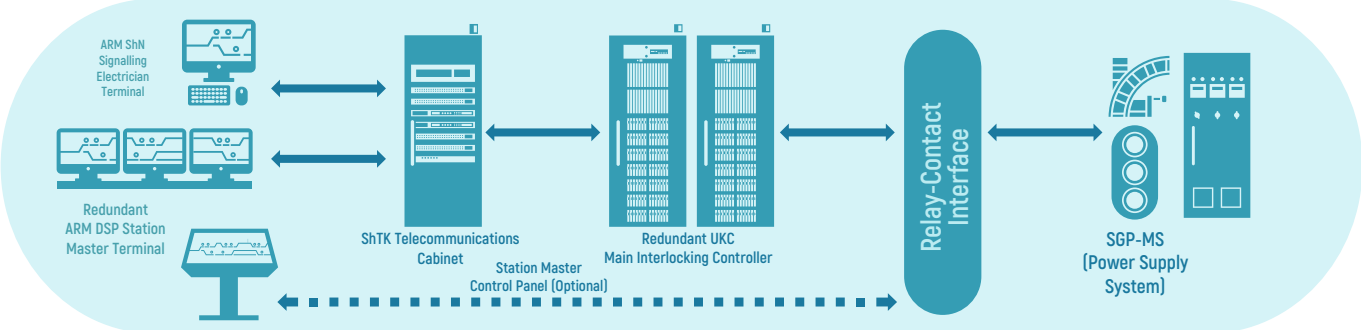 ARM ShN
Signalling
Electrician
Terminal
Redundant
ARM DSP Station
Master Terminal
ShTK Telecommunications
Cabinet
Station Master
Control Panel (Optional)
Redundant UKC
Main Interlocking Controller
Relay-Contact
Interface
SGP-MS
(Power Supply
System)